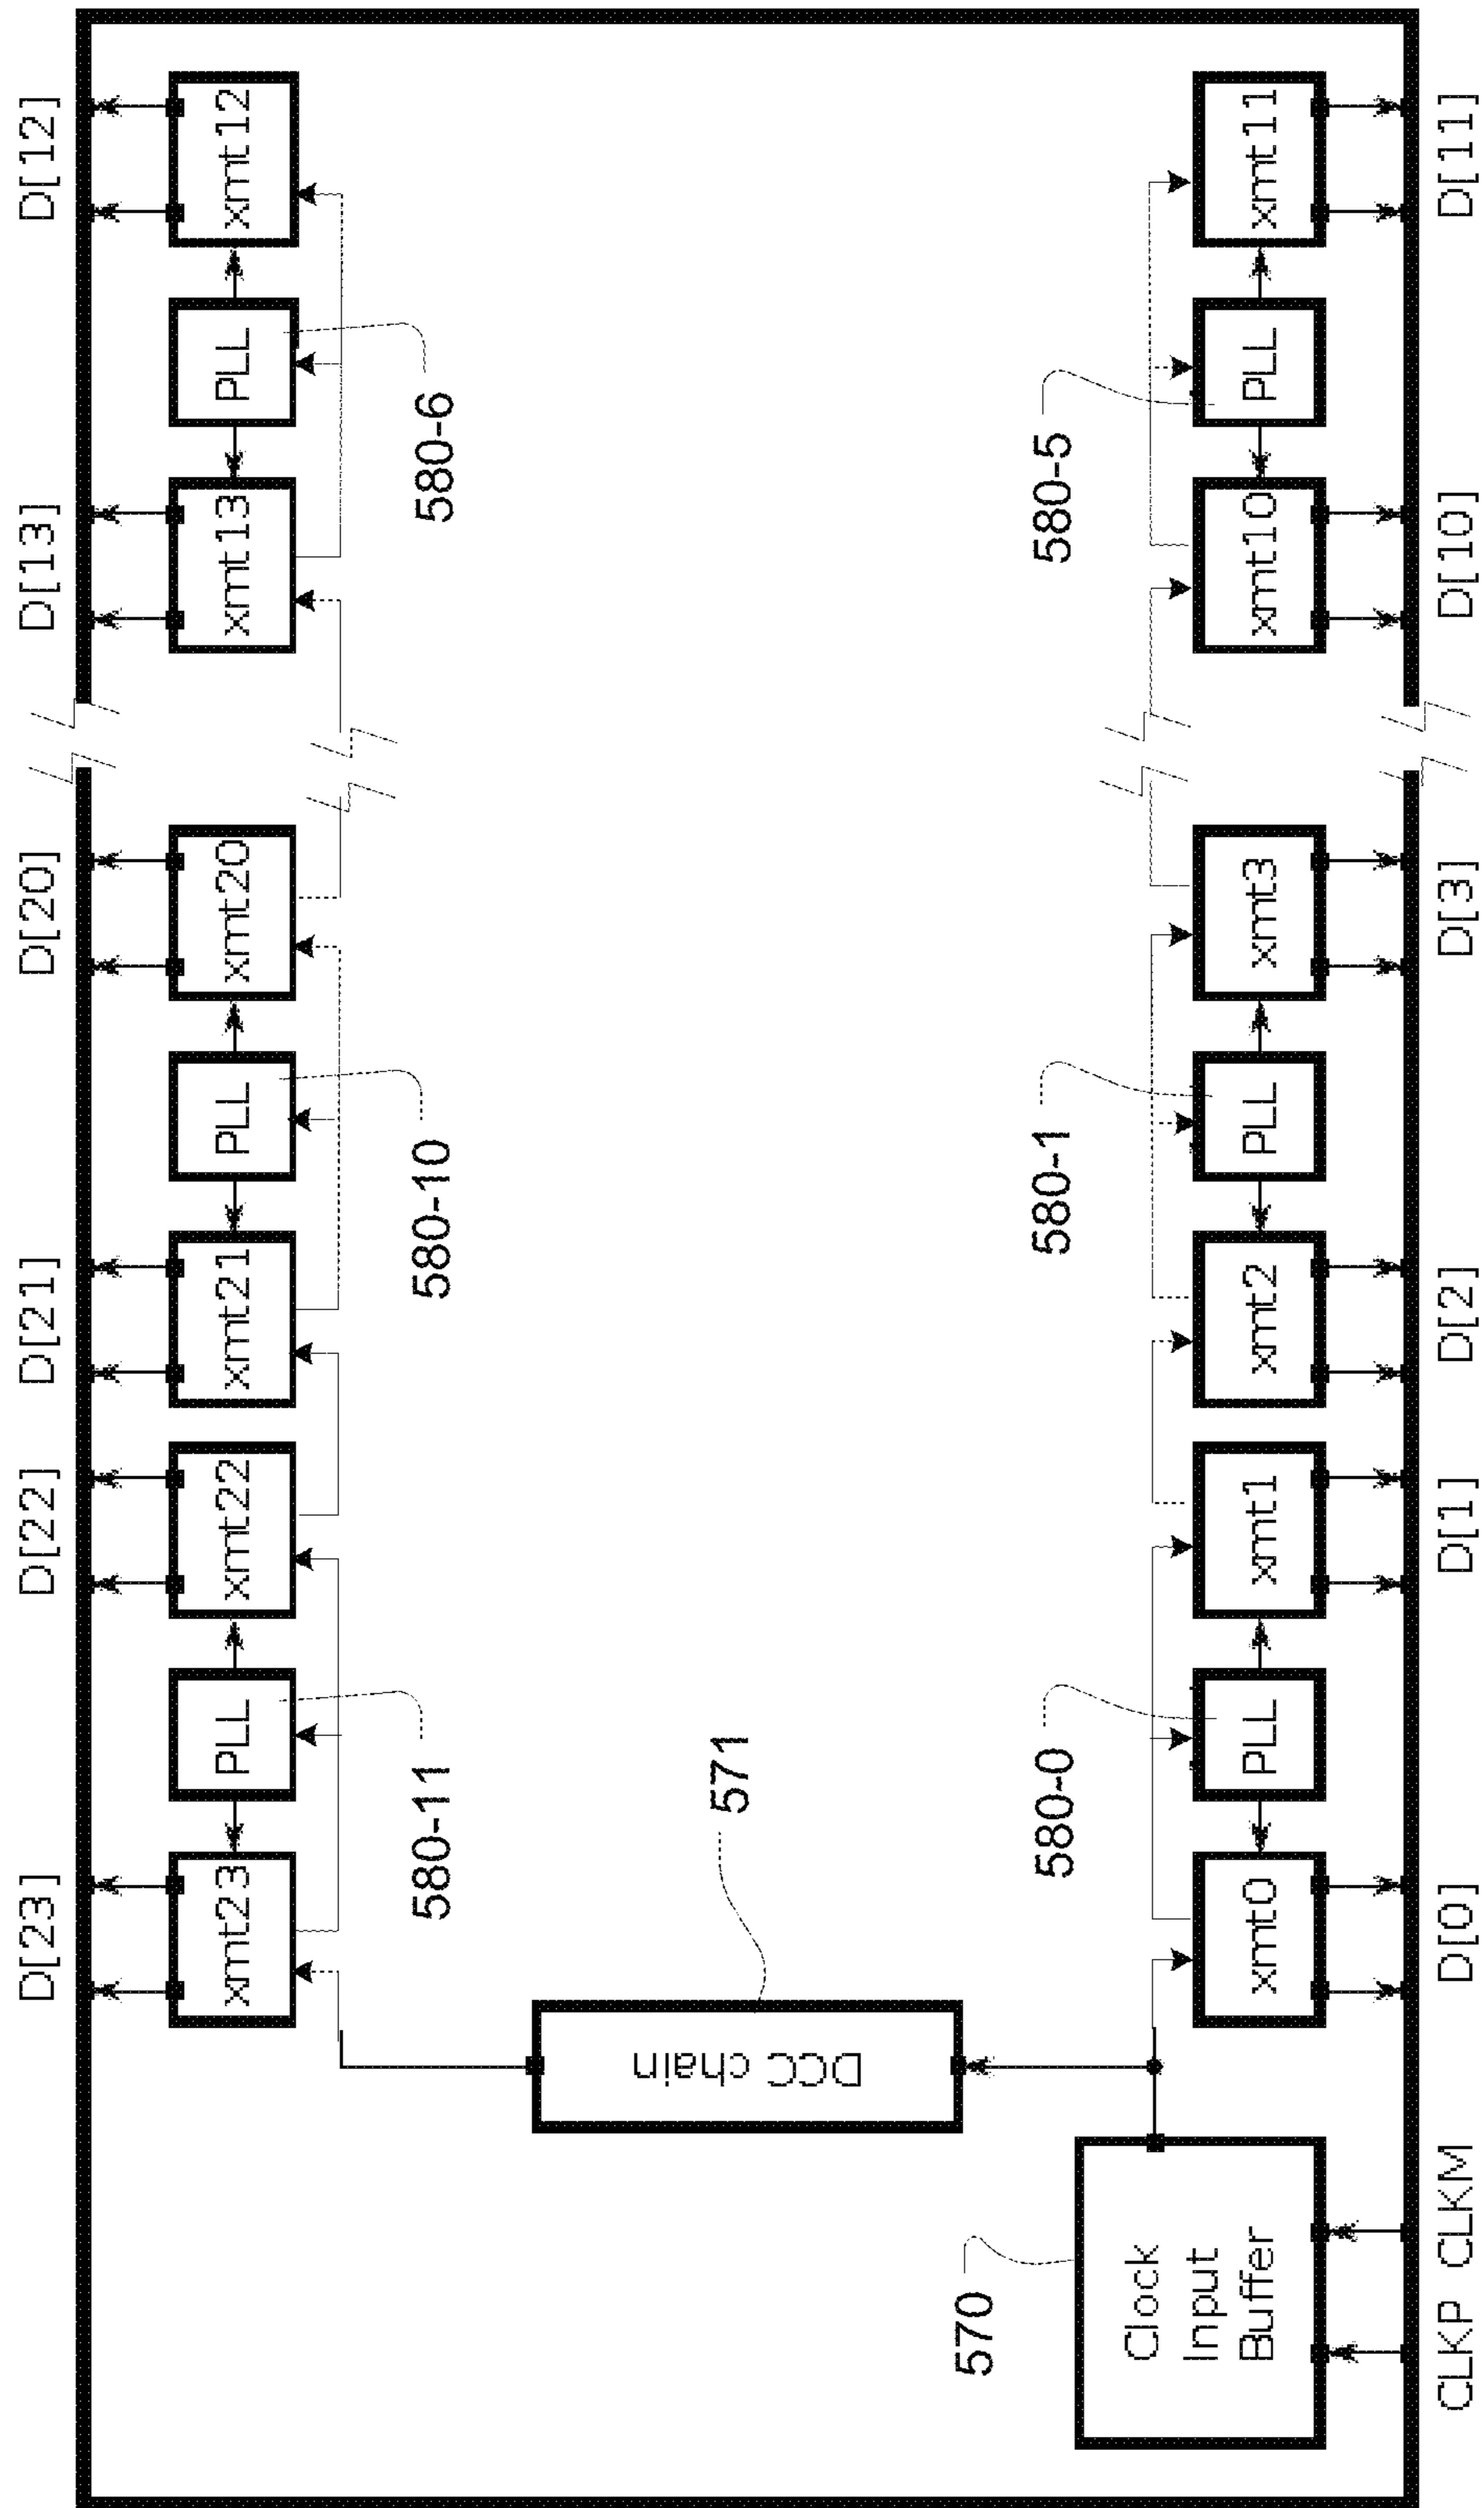 D[23]
D[22]
D[21]
D[20]
D[13]
D[12]
xmt23
PLL
xmt22
xmt21
PLL
xmt20
xmt13
PLL
xmt12
580-11
580-10
580-6
DCC chain
571
570
580-0
580-1
580-5
Clock
Input
Buffer
xmt0
PLL
xmt1
xmt2
PLL
xmt3
xmt10
PLL
xmt11
CLKP CLKM
D[0]
D[1]
D[2]
D[3]
D[10]
D[11]